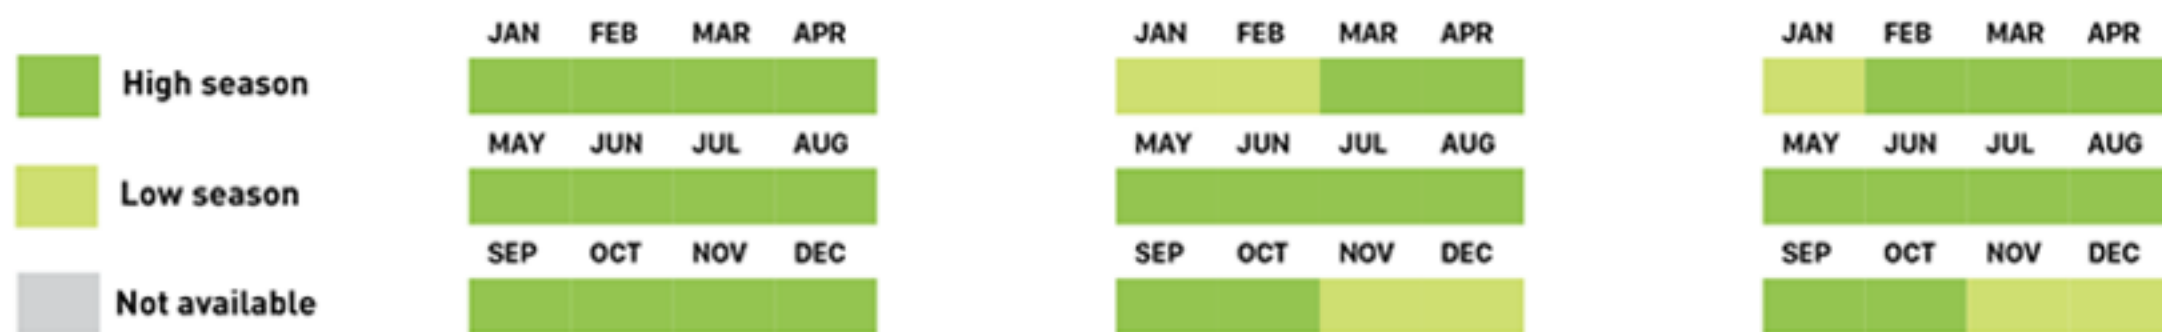 JAN FEB MAR APR JAN FEB MAR APR JAN FEB MAR APR
High season
MAY JUN JUL AUG MAY JUN JUL AUG MAY JUN JUL AUG
Low season
SEP OCT NOV DEC SEP OCT NOV DEC SEP OCT NOV DEC
Not available